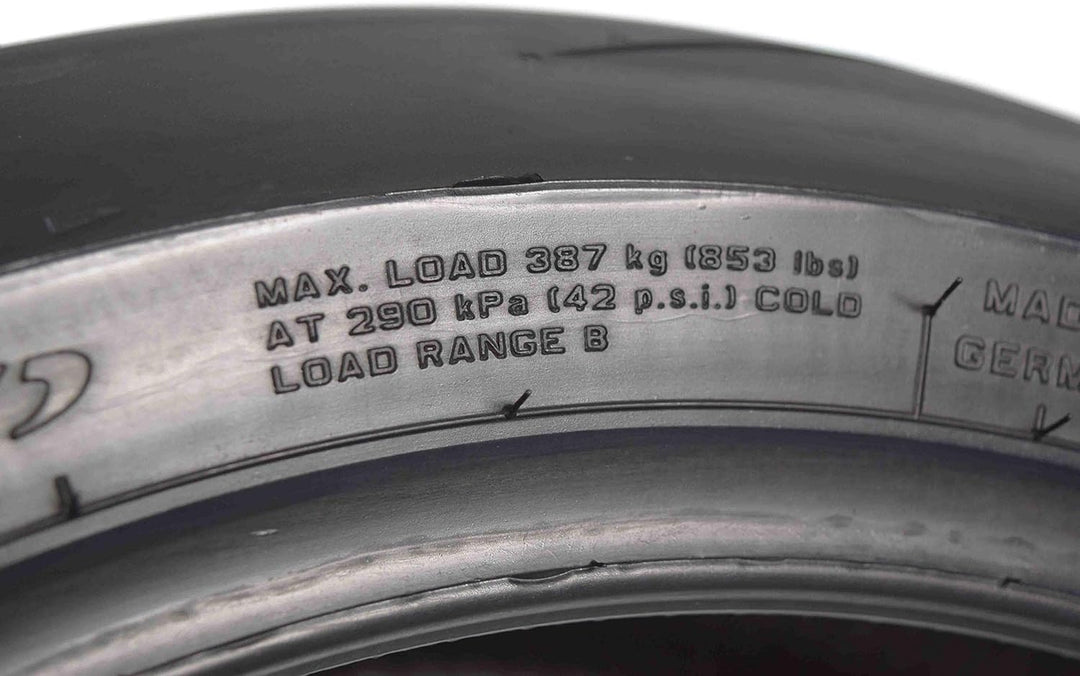 MAX. LOAD 387 kg (853 lbs)
AT 290 kPa (42 p.s.i.) COLD
LOAD RANGE B